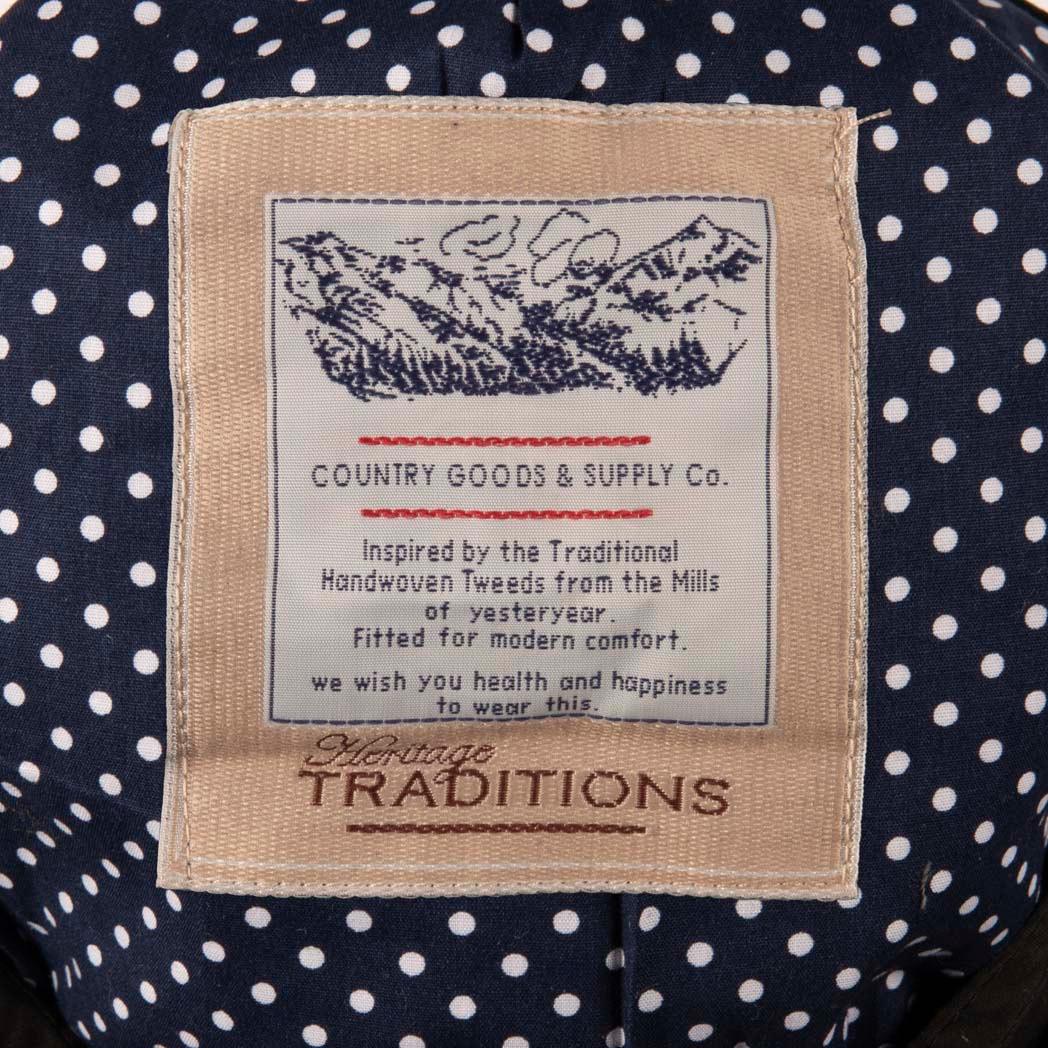 COUNTRY GOODS & SUPPLY Co.
Inspired by the Traditional
Handwoven Tweeds from the Mills
of yesteryear.
Fitted for modern comfort.
we wish you health and happiness
to wear this.
Heritage
TRADITIONS